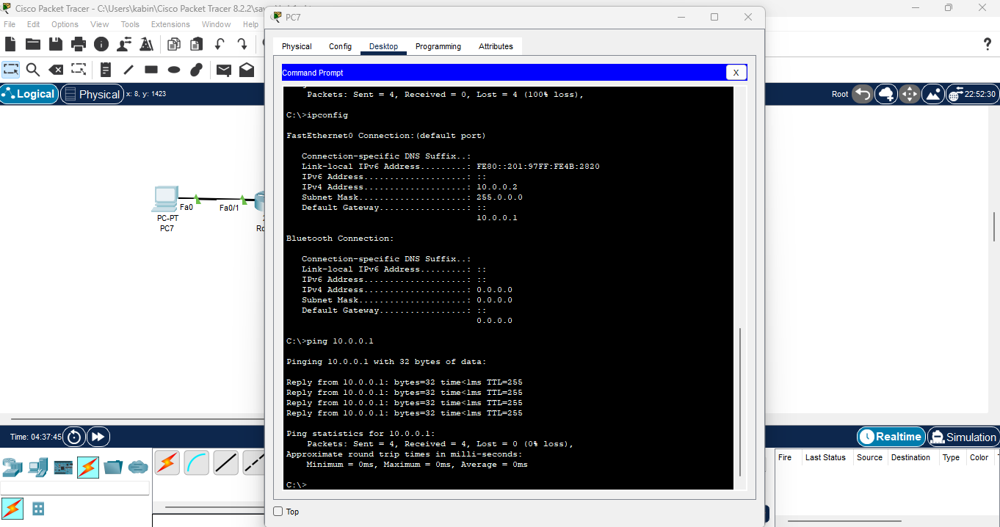 Cisco Packet Tracer - C:\Users\kabin\Cisco Packet Tracer 8.2.2\sav
PC7
File Edit Options View Tools Extensions Window Help
Physical Config Desktop Programming Attributes
Command Prompt X
Logical Physical x: 8, y: 1423
Root 22:52:30
Packets: Sent = 4, Received = 0, Lost = 4 (100% loss),
C:\>ipconfig
FastEthernet0 Connection:(default port)
Connection-specific DNS Suffix..:
Link-local IPv6 Address.........: FE80::201:97FF:FE4B:2820
IPv6 Address....................: ::
IPv4 Address....................: 10.0.0.2
Subnet Mask.....................: 255.0.0.0
Default Gateway.................: ::
10.0.0.1
Bluetooth Connection:
Connection-specific DNS Suffix..:
Link-local IPv6 Address.........: ::
IPv6 Address....................: ::
IPv4 Address....................: 0.0.0.0
Subnet Mask.....................: 0.0.0.0
Default Gateway.................: ::
0.0.0.0
C:\>ping 10.0.0.1
Pinging 10.0.0.1 with 32 bytes of data:
Reply from 10.0.0.1: bytes=32 time<1ms TTL=255
Reply from 10.0.0.1: bytes=32 time<1ms TTL=255
Reply from 10.0.0.1: bytes=32 time<1ms TTL=255
Reply from 10.0.0.1: bytes=32 time<1ms TTL=255
Ping statistics for 10.0.0.1:
Packets: Sent = 4, Received = 4, Lost = 0 (0% loss),
Approximate round trip times in milli-seconds:
Minimum = 0ms, Maximum = 0ms, Average = 0ms
C:\>
Top
Fa0 Fa0/1
PC-PT
PC7
Time: 04:37:45
Realtime Simulation
Fire Last Status Source Destination Type Color